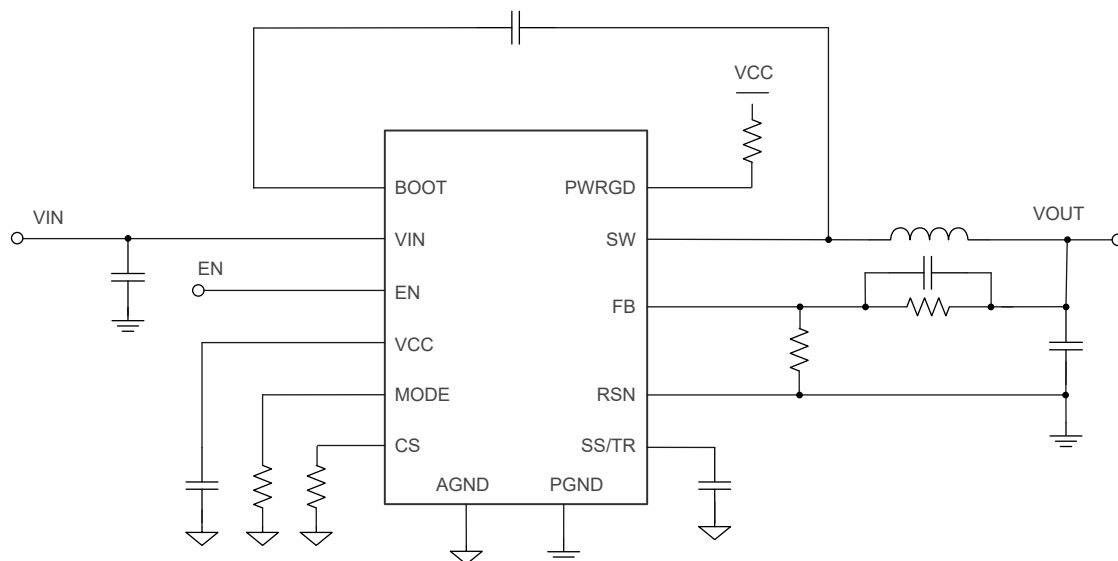 VCC
BOOT
PWRGD
VIN
VIN
SW
VOUT
EN
EN
FB
VCC
MODE
RSN
CS
SS/TR
AGND
PGND